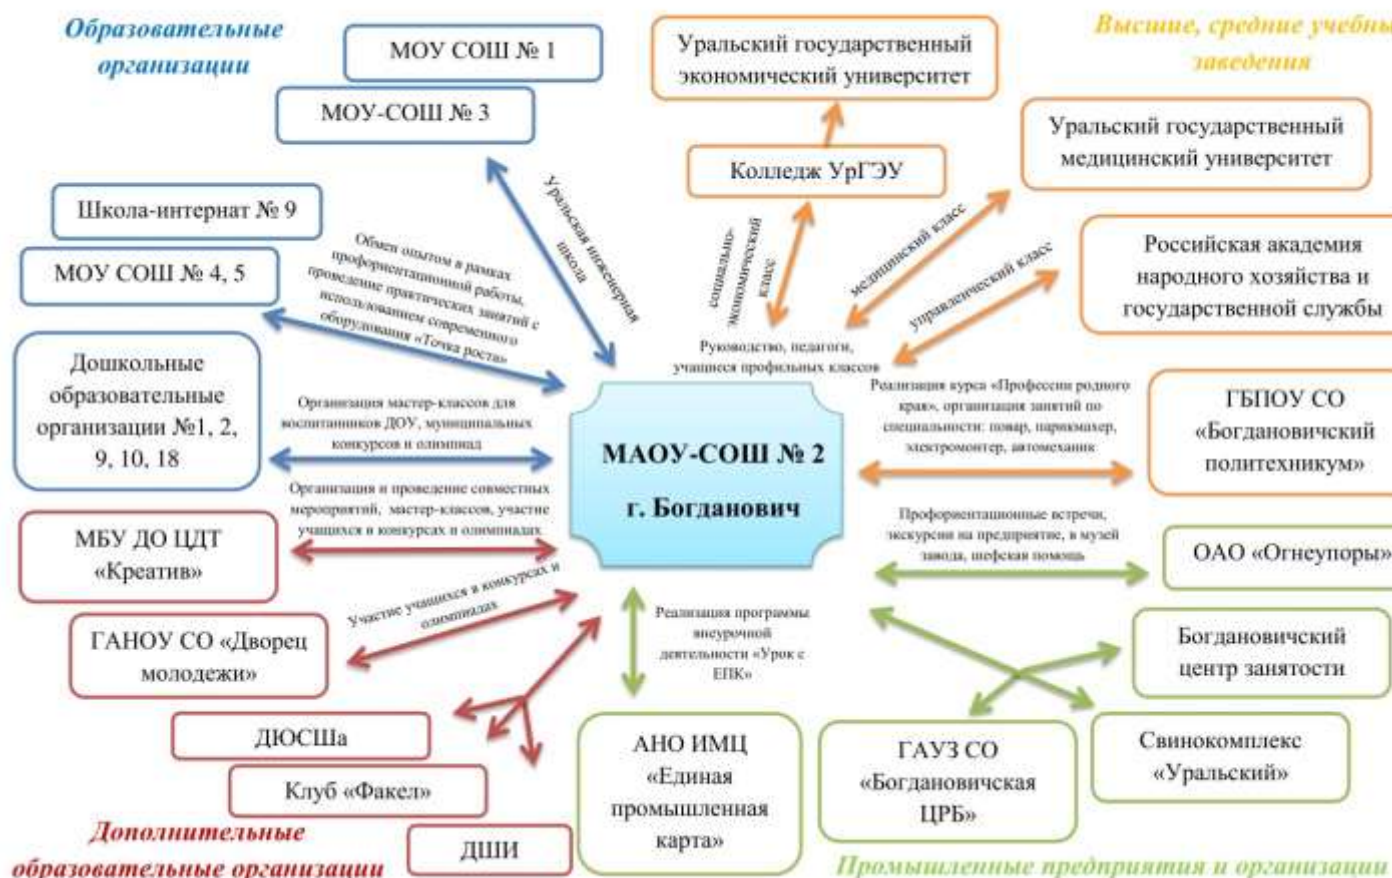 Образовательные
организации
МОУ СОШ № 1
МОУ-СОШ № 3
Уральский государственный
экономический университет
Высшие, средние учебны
заведения
Колледж УрГЭУ
Уральский государственный
медицинский университет
Школа-интернат № 9
МОУ СОШ № 4, 5
Уральская инженерная
школа
Обмен опытом в рамках
профориентационной работы,
проведение практических занятий с
использованием современного
оборудования «Точка роста»
социально-
экономический
класс
медицинский класс
управленческий класс
Российская академия
народного хозяйства и
государственной службы
Руководство, педагоги,
учащиеся профильных классов
Дошкольные
образовательные
организации №1, 2,
9, 10, 18
Организация мастер-классов для
воспитанников ДОУ, муниципальных
конкурсов и олимпиад
МАОУ-СОШ № 2
г. Богданович
Реализация курса «Профессии родного
края», организация занятий по
специальности: повар, парикмахер,
электромонтер, автомеханик
ГБПОУ СО
«Богдановичский
политехникум»
Организация и проведение совместных
мероприятий, мастер-классов, участие
учащихся в конкурсах и олимпиадах
МБУ ДО ЦДТ
«Креатив»
Профориентационные встречи,
экскурсии на предприятие, в музей
завода, шефская помощь
ОАО «Огнеупоры»
Участие учащихся в конкурсах и
олимпиадах
ГАНОУ СО «Дворец
молодежи»
Реализация программы
внеурочной
деятельности «Урок с
ЕПК»
Богдановичский
центр занятости
ДЮСШа
Клуб «Факел»
ДШИ
АНО ИМЦ
«Единая
промышленная
карта»
ГАУЗ СО
«Богдановичская
ЦРБ»
Свинокомплекс
«Уральский»
Дополнительные
образовательные организации
Промышленные предприятия и организации